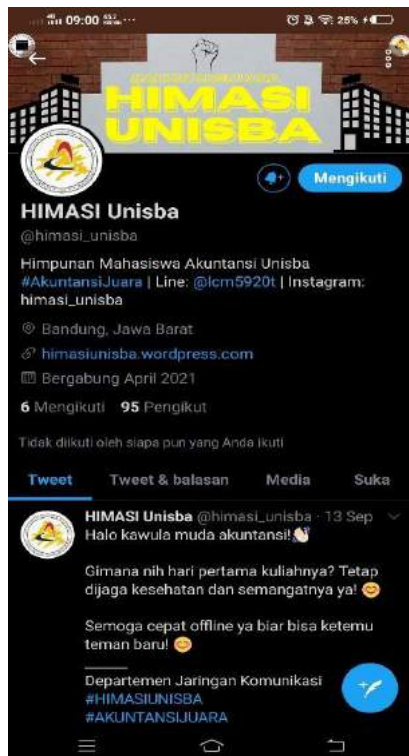 09:00
25%
HIMASI
UNISBA
Mengikuti
HIMASI Unisba
@himasi_unisba
Himpunan Mahasiswa Akuntansi Unisba
#AkuntansiJuara | Line: @lcm5920t | Instagram:
himasi_unisba
Bandung, Jawa Barat
himasiunisba.wordpress.com
Bergabung April 2021
6 Mengikuti 95 Pengikut
Tidak diikuti oleh siapa pun yang Anda ikuti
Tweet Tweet & balasan Media Suka
HIMASI Unisba @himasi_unisba · 13 Sep
Halo kawula muda akuntansi!👋🏻
Gimana nih hari pertama kuliahnya? Tetap
dijaga kesehatan dan semangatnya ya! 😊
Semoga cepat offline ya biar bisa ketemu
teman baru! 😊
Departemen Jaringan Komunikasi
#HIMASIUNISBA
#AKUNTANSIJUARA